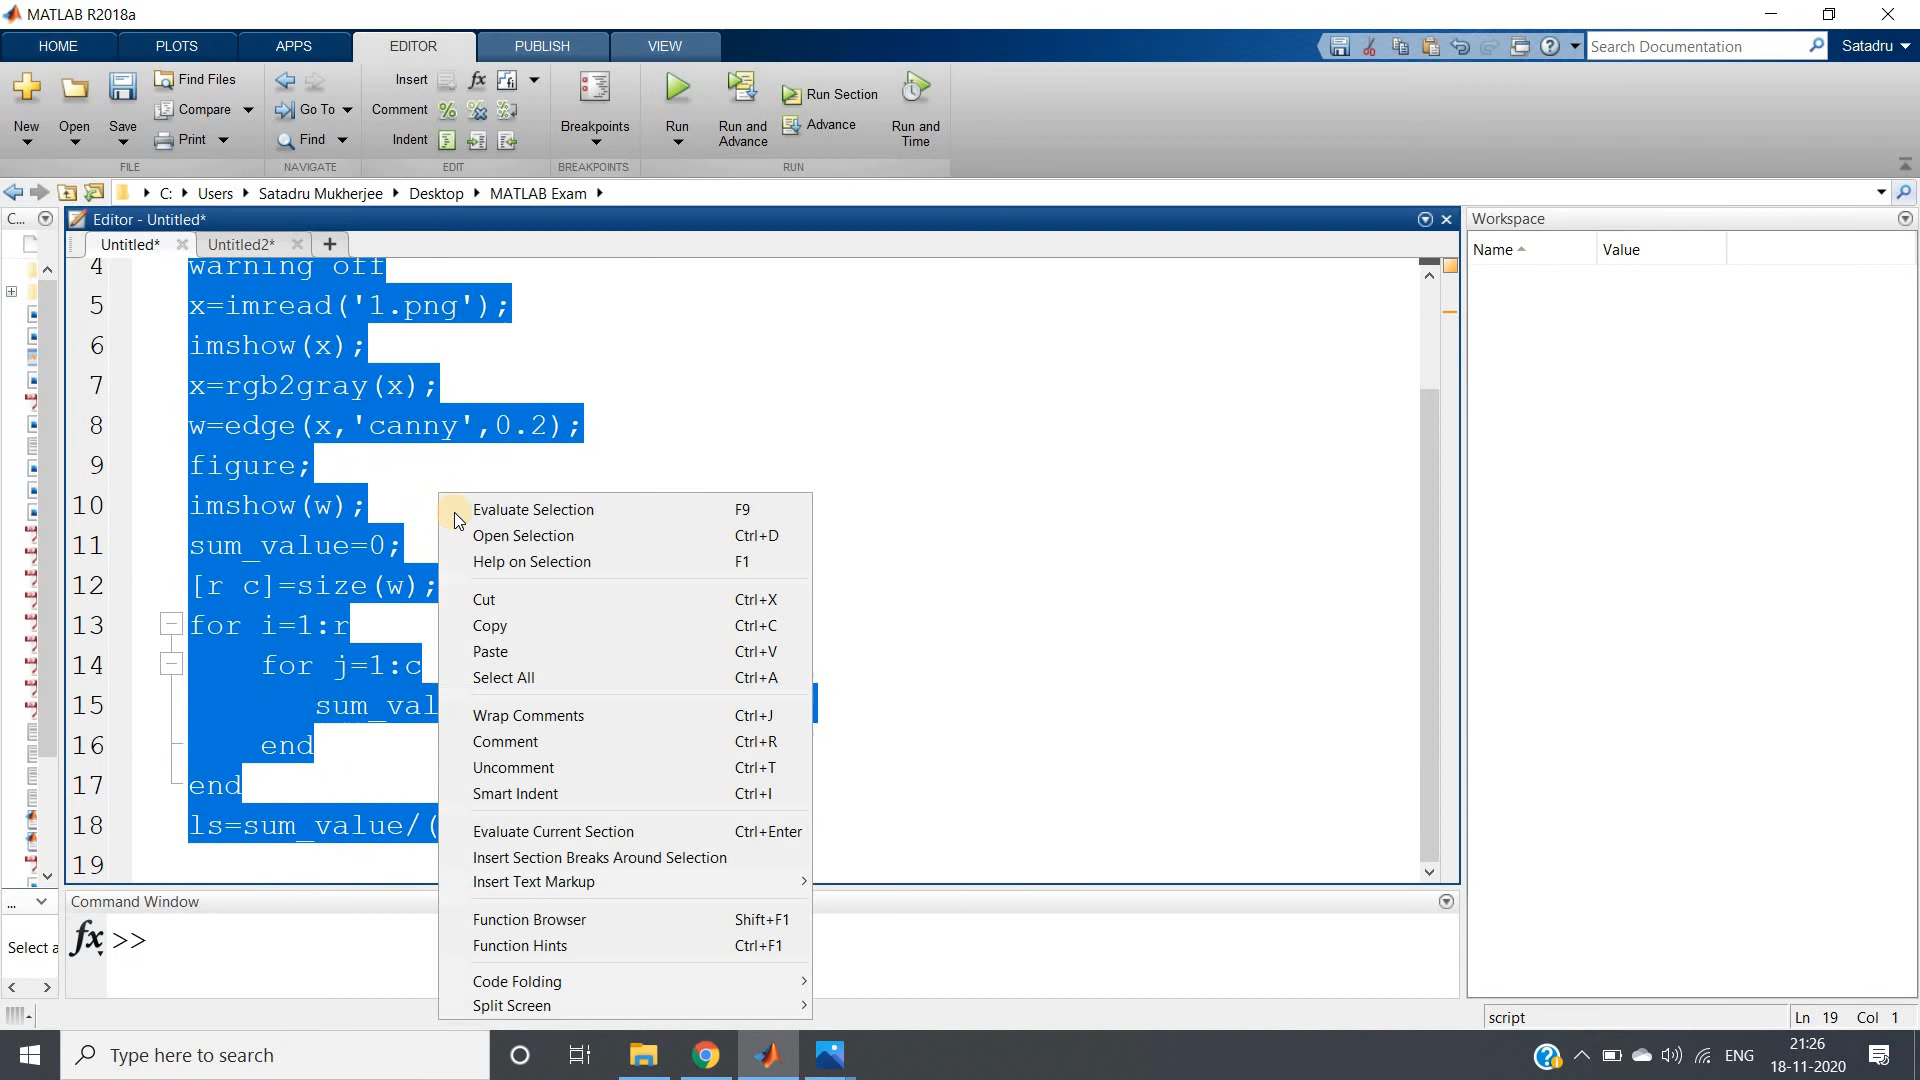 MATLAB R2018a
HOME PLOTS APPS EDITOR PUBLISH VIEW
Search Documentation
Satadru
Find Files
Compare
Print
New Open Save
FILE
Go To
Find
NAVIGATE
Insert
Comment
Indent
EDIT
Breakpoints
BREAKPOINTS
Run
Run and Advance
Run Section
Advance
Run and Time
RUN
C: Users Satadru Mukherjee Desktop MATLAB Exam
C...
Editor - Untitled*
Workspace
Untitled* Untitled2* +
Name Value
4 warning off
5 x=imread('1.png');
6 imshow(x);
7 x=rgb2gray(x);
8 w=edge(x,'canny',0.2);
9 figure;
10 imshow(w);
11 sum_value=0;
12 [r c]=size(w);
13 for i=1:r
14 for j=1:c
15 sum_val
16 end
17 end
18 ls=sum_value/(
19
Evaluate Selection F9
Open Selection Ctrl+D
Help on Selection F1
Cut Ctrl+X
Copy Ctrl+C
Paste Ctrl+V
Select All Ctrl+A
Wrap Comments Ctrl+J
Comment Ctrl+R
Uncomment Ctrl+T
Smart Indent Ctrl+I
Evaluate Current Section Ctrl+Enter
Insert Section Breaks Around Selection
Insert Text Markup
Function Browser Shift+F1
Function Hints Ctrl+F1
Code Folding
Split Screen
...
Command Window
Select a
fx >>
script
Ln 19 Col 1
Type here to search
ENG
21:26
18-11-2020